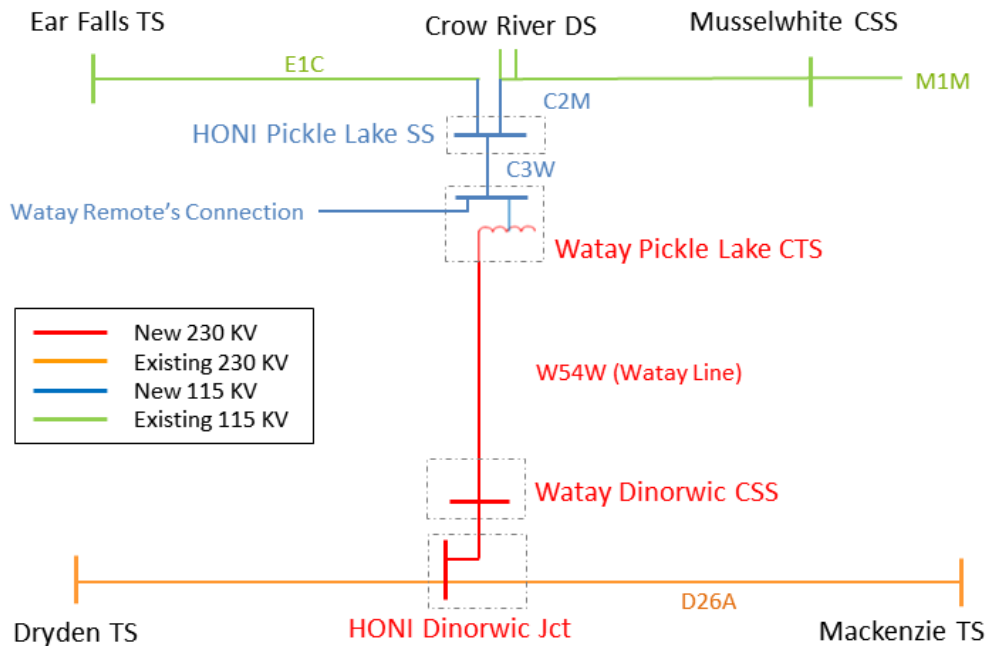 Ear Falls TS
Crow River DS
Musselwhite CSS
E1C
M1M
C2M
HONI Pickle Lake SS
C3W
Watay Remote's Connection
Watay Pickle Lake CTS
New 230 KV
Existing 230 KV
New 115 KV
Existing 115 KV
W54W (Watay Line)
Watay Dinorwic CSS
D26A
Dryden TS
HONI Dinorwic Jct
Mackenzie TS